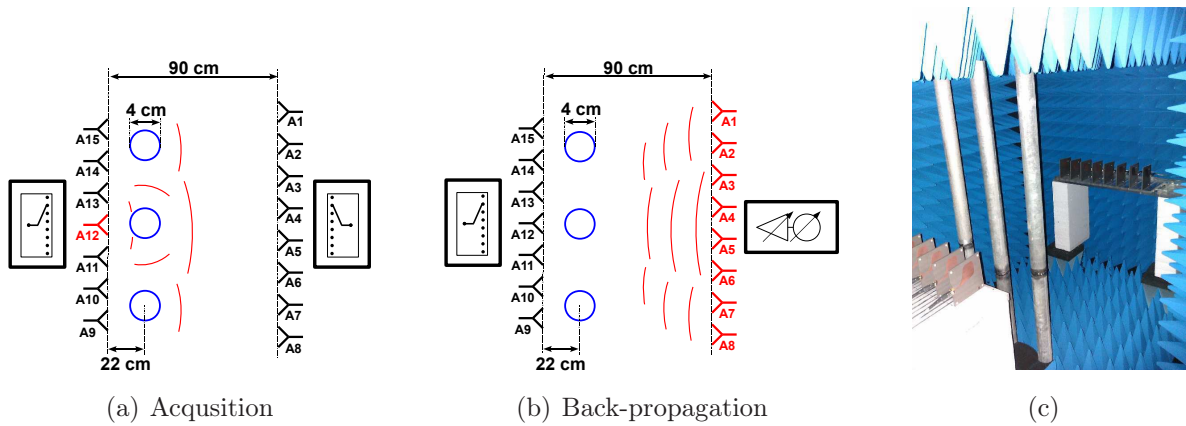 90 cm
4 cm
A15
A14
A13
A12
A11
A10
A9
A1
A2
A3
A4
A5
A6
A7
A8
22 cm
(a) Acqusition
90 cm
4 cm
A15
A14
A13
A12
A11
A10
A9
A1
A2
A3
A4
A5
A6
A7
A8
22 cm
(b) Back-propagation
(c)